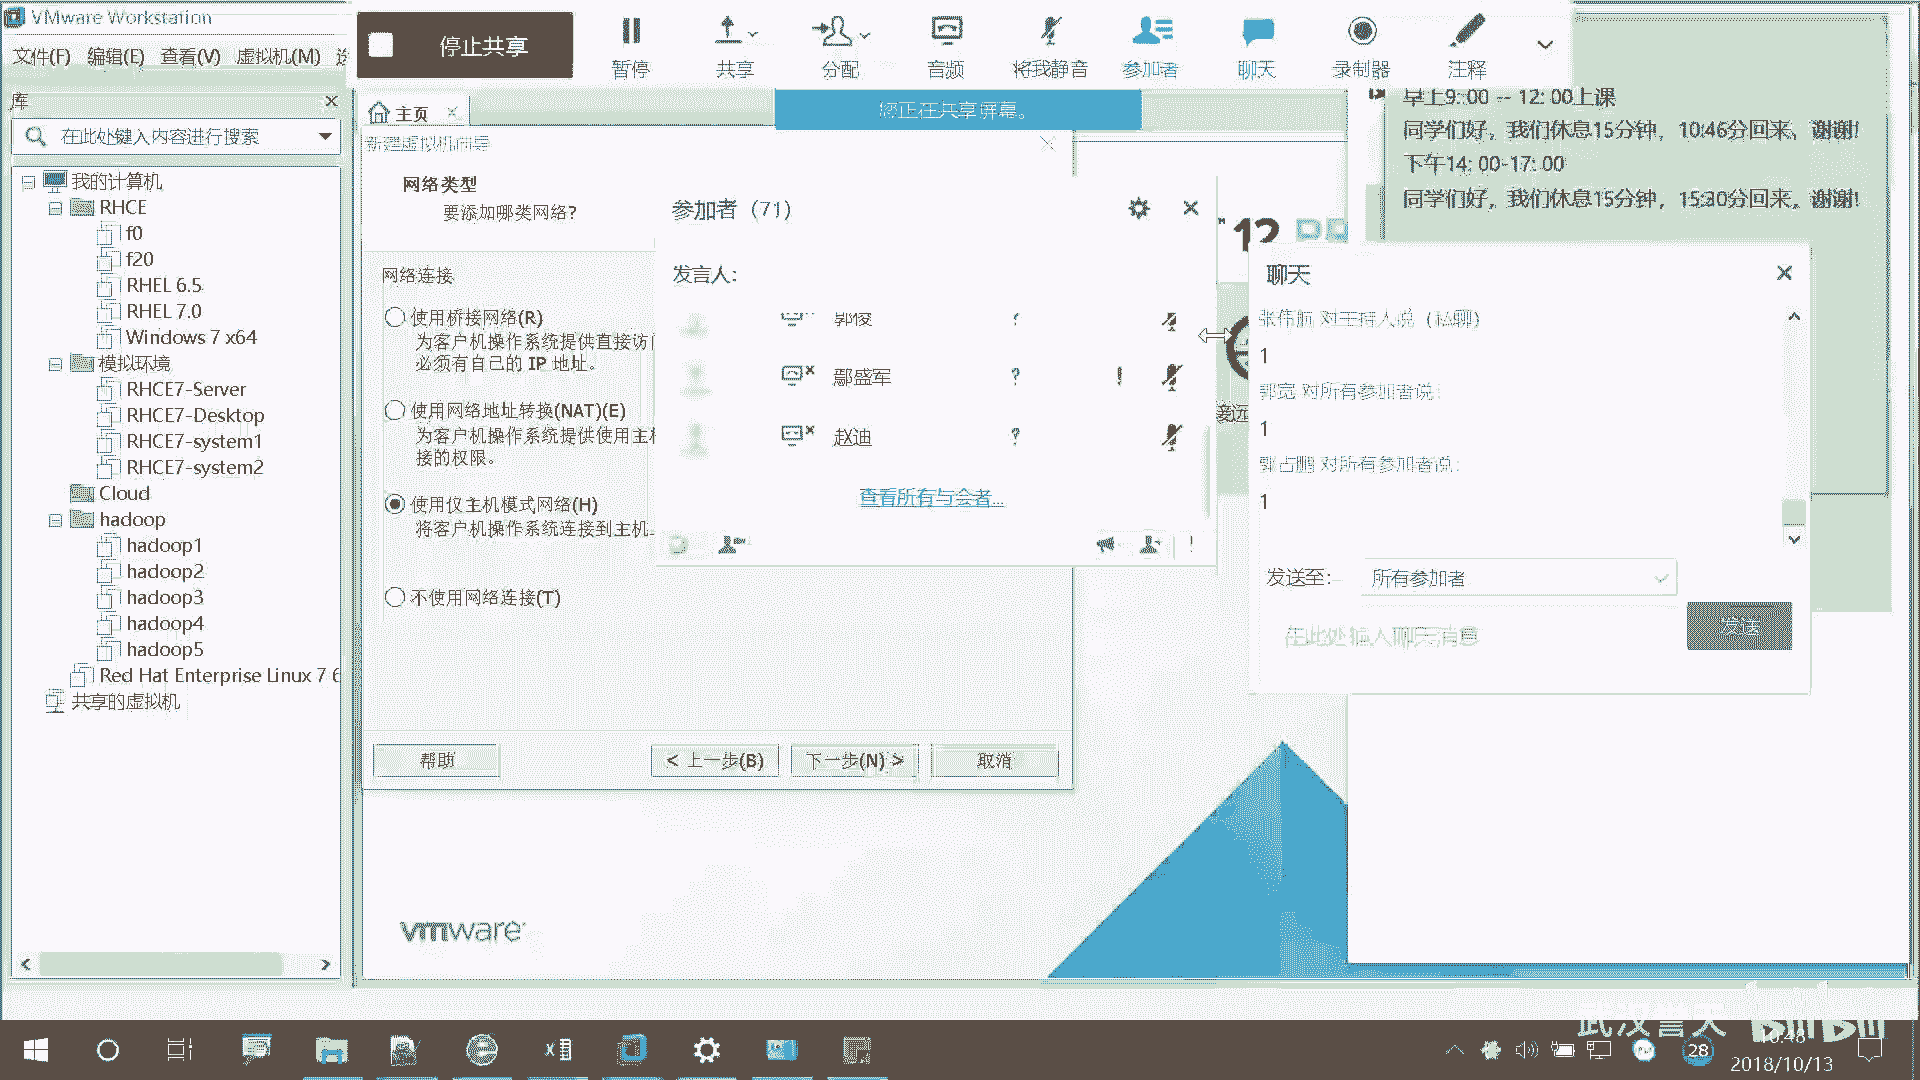 VMware Workstation
文件(F) 编辑(E) 查看(V) 虚拟机(M)
停止共享
暂停
共享
分配
音频
将我静音
参加者
聊天
录制器
注释
您正在共享屏幕。
库
在此处键入内容进行搜索
我的计算机
RHCE
f0
f20
RHEL 6.5
RHEL 7.0
Windows 7 x64
模拟环境
RHCE7-Server
RHCE7-Desktop
RHCE7-system1
RHCE7-system2
Cloud
hadoop
hadoop1
hadoop2
hadoop3
hadoop4
hadoop5
Red Hat Enterprise Linux 7 6
共享的虚拟机
主页
新建虚拟机向导
网络类型
要添加哪类网络?
网络连接
使用桥接网络(R)
为客户机操作系统提供直接访
必须有自己的 IP 地址。
使用网络地址转换(NAT)(E)
为客户机操作系统提供使用主
接的权限。
使用仅主机模式网络(H)
将客户机操作系统连接到主机
不使用网络连接(T)
帮助
< 上一步(B)
下一步(N) >
取消
参加者 (71)
发言人:
郭俊
鄢盛军
赵迪
查看所有与会者...
12
接远
早上9: 00 -- 12: 00上课
同学们好，我们休息15分钟，10:46分回来，谢谢!
下午14: 00-17: 00
同学们好，我们休息15分钟，15:30分回来，谢谢!
聊天
张伟航 对主持人说 (私聊)
1
郭宽 对所有参加者说:
1
郭占鹏 对所有参加者说:
1
发送至:
所有参加者
在此处输入聊天消息
发送
vmware
武汉誉天
bilibili
28
10:48
2018/10/13